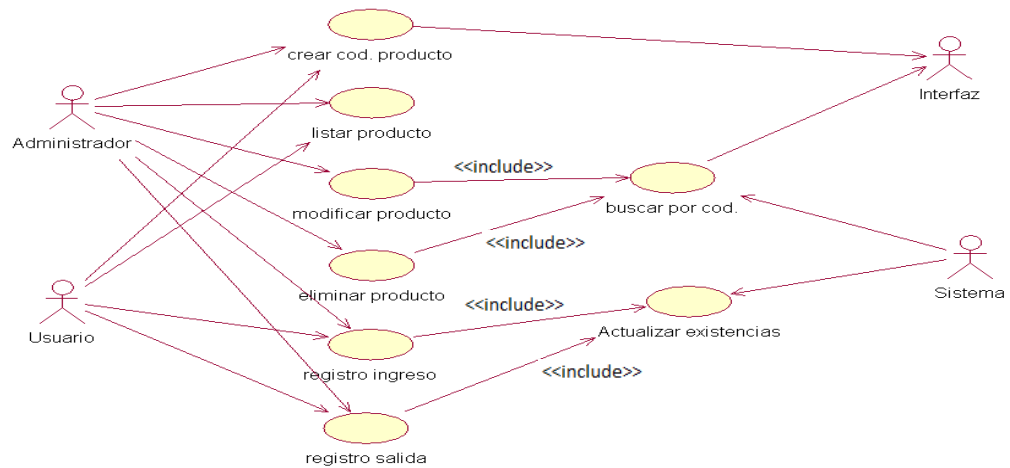 crear cod. producto
Interfaz
listar producto
Administrador
<<include>>
modificar producto
buscar por cod.
<<include>>
eliminar producto
Sistema
<<include>>
Usuario
Actualizar existencias
registro ingreso
<<include>>
registro salida